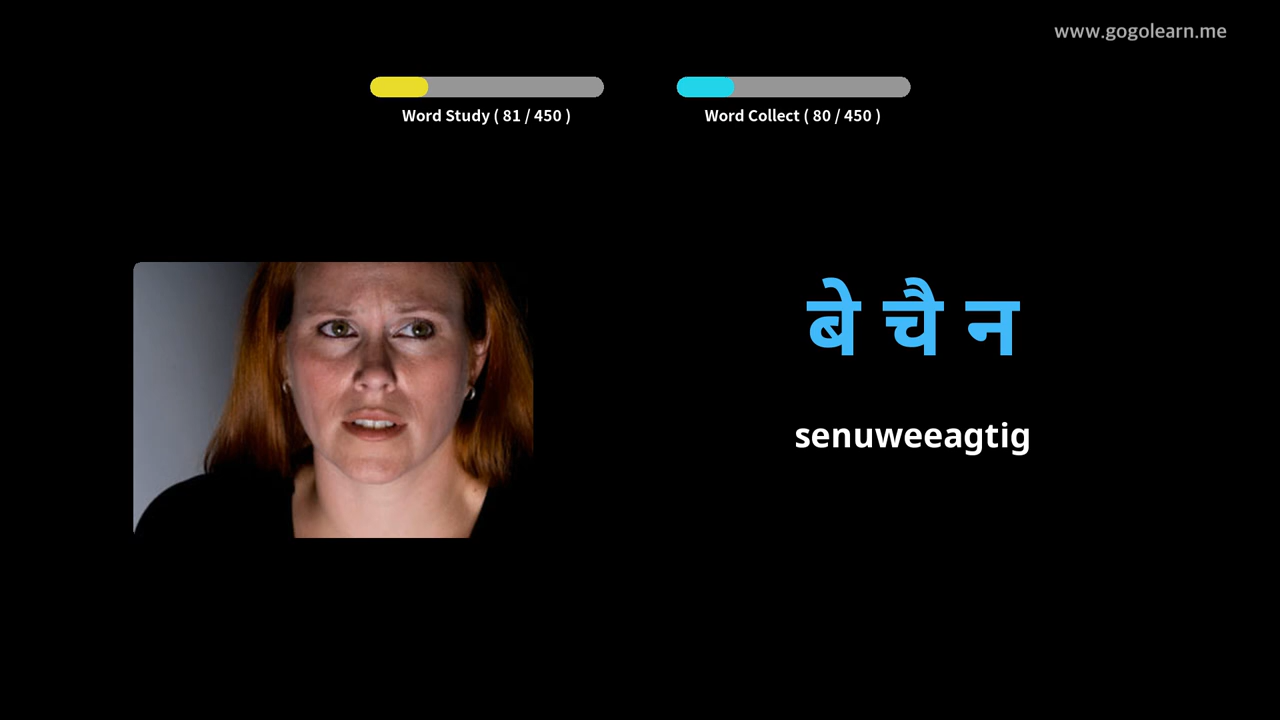 www.gogolearn.me
Word Study ( 81 / 450 )
Word Collect ( 80 / 450 )
बे चै न
senuweeagtig